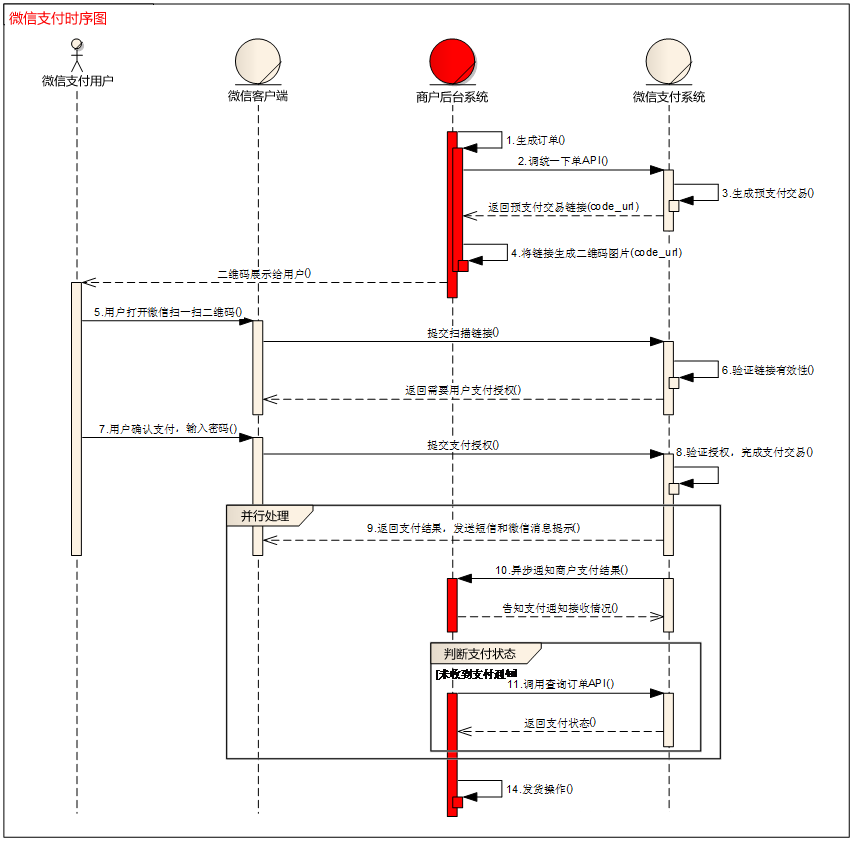 微信支付时序图
微信支付用户
微信客户端
商户后台系统
微信支付系统
1.生成订单()
2.调统一下单API()
3.生成预支付交易()
返回预支付交易链接(code_url)
4.将链接生成二维码图片(code_url)
二维码展示给用户()
5.用户打开微信扫一扫二维码()
提交扫描链接()
6.验证链接有效性()
返回需要用户支付授权()
7.用户确认支付，输入密码()
提交支付授权()
8.验证授权，完成支付交易()
并行处理
9.返回支付结果，发送短信和微信消息提示()
10.异步通知商户支付结果()
告知支付通知接收情况()
判断支付状态
[未收到支付通知
11.调用查询订单API()
返回支付状态()
14.发货操作()